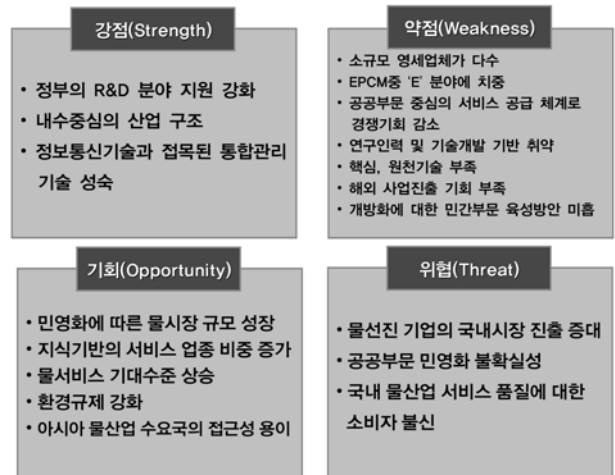 강점(Strength)
• 정부의 R&D 분야 지원 강화
• 내수중심의 산업 구조
• 정보통신기술과 접목된 통합관리
기술 성숙
약점(Weakness)
• 소규모 영세업체가 다수
• EPCM중 ‘E’ 분야에 치중
• 공공부문 중심의 서비스 공급 체계로
경쟁기회 감소
• 연구인력 및 기술개발 기반 취약
• 핵심, 원천기술 부족
• 해외 사업진출 기회 부족
• 개방화에 대한 민간부문 육성방안 미흡
기회(Opportunity)
• 민영화에 따른 물시장 규모 성장
• 지식기반의 서비스 업종 비중 증가
• 물서비스 기대수준 상승
• 환경규제 강화
• 아시아 물산업 수요국의 접근성 용이
위협(Threat)
• 물선진 기업의 국내시장 진출 증대
• 공공부문 민영화 불확실성
• 국내 물산업 서비스 품질에 대한
소비자 불신